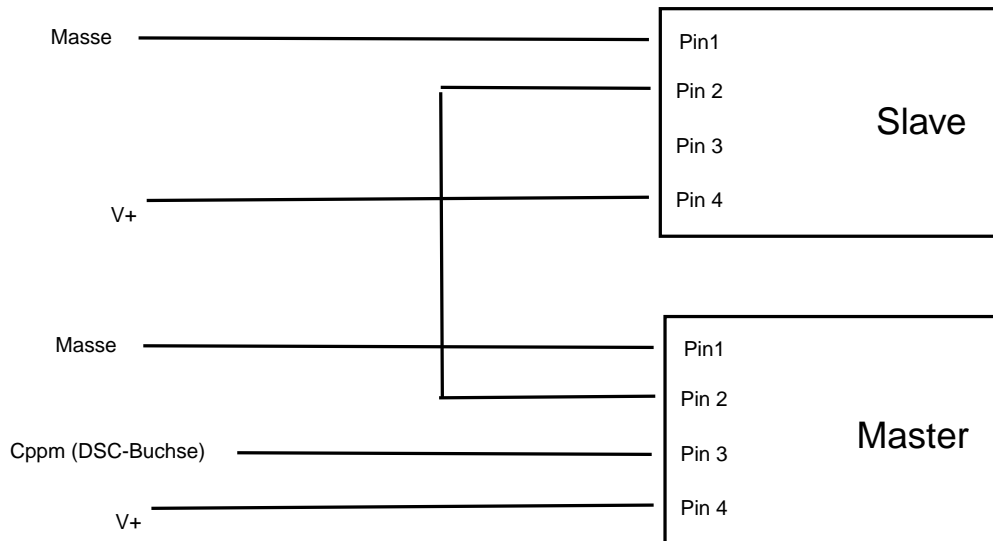 Masse
Pin1
Pin 2
Slave
Pin 3
V+
Pin 4
Masse
Pin1
Pin 2
Master
Cppm (DSC-Buchse)
Pin 3
V+
Pin 4